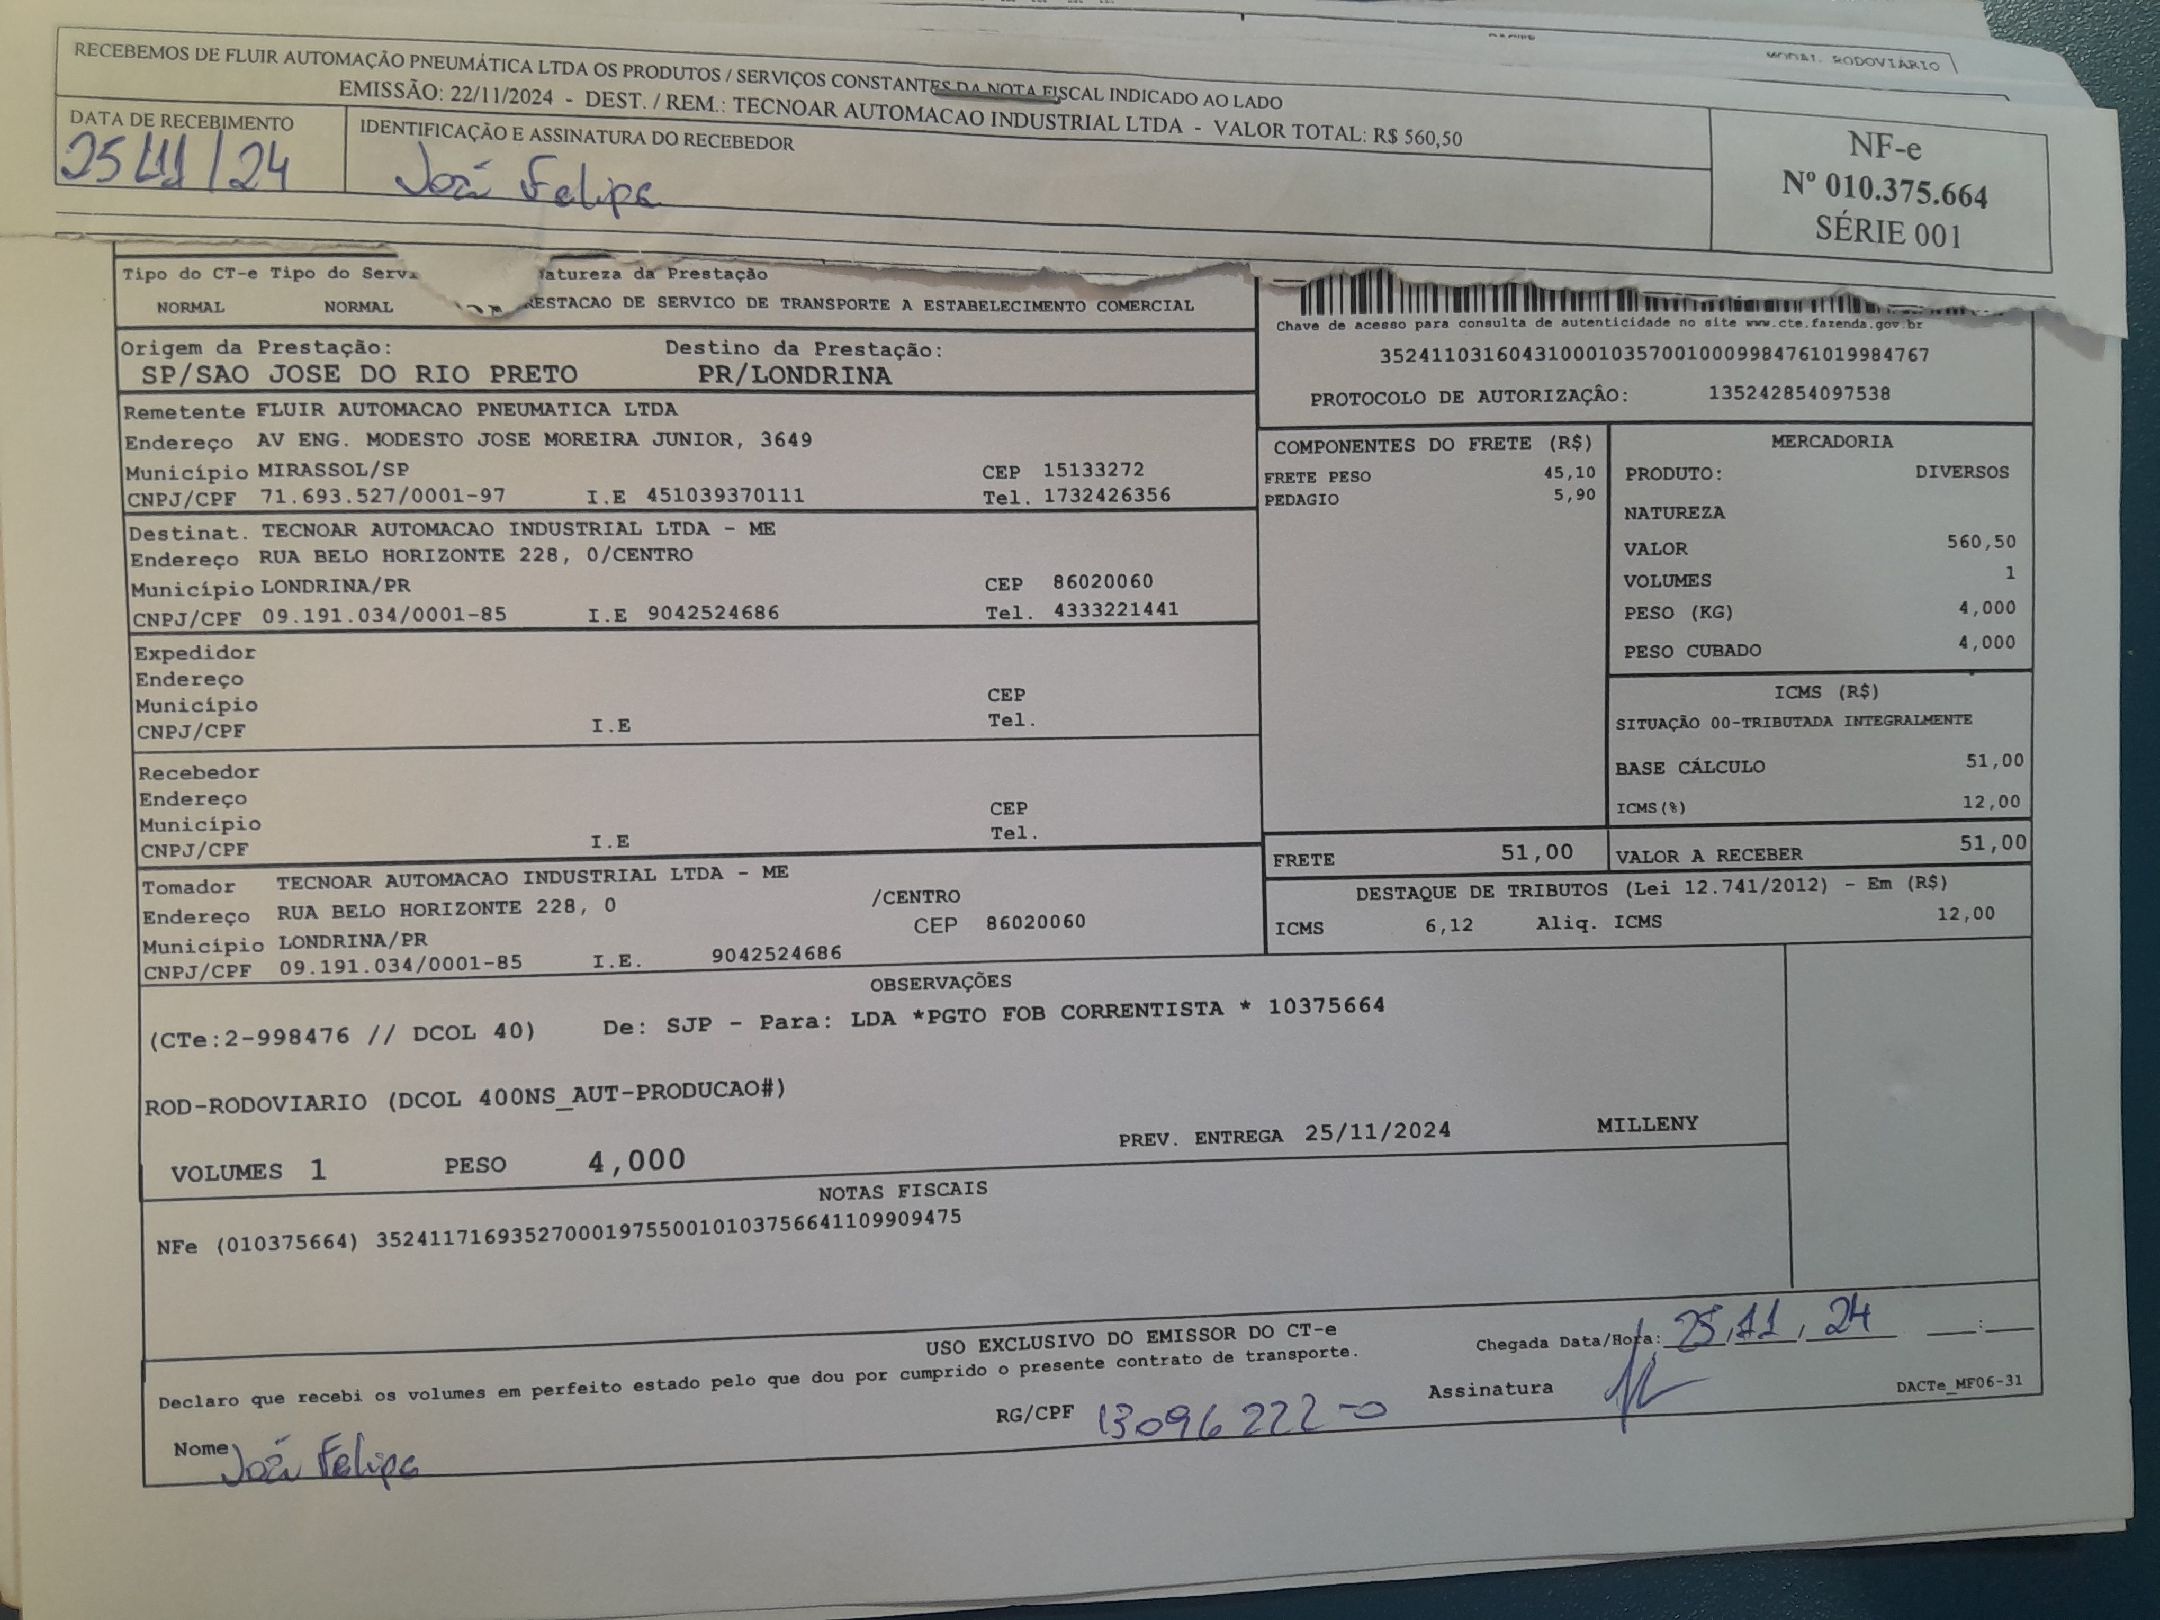 MODAL RODOVIÁRIO
RECEBEMOS DE FLUIR AUTOMAÇÃO PNEUMÁTICA LTDA OS PRODUTOS / SERVIÇOS CONSTANTES DA NOTA FISCAL INDICADO AO LADO
EMISSÃO: 22/11/2024 - DEST. / REM.: TECNOAR AUTOMACAO INDUSTRIAL LTDA - VALOR TOTAL: R$ 560,50
DATA DE RECEBIMENTO
25/11/24
IDENTIFICAÇÃO E ASSINATURA DO RECEBEDOR
João Felipe
NF-e
Nº 010.375.664
SÉRIE 001
Tipo do CT-e Tipo do Servi atureza da Prestação
NORMAL NORMAL RESTACAO DE SERVICO DE TRANSPORTE A ESTABELECIMENTO COMERCIAL
Chave de acesso para consulta de autenticidade no site www.cte.fazenda.gov.br
35241103160431000103570010009984761019984767
PROTOCOLO DE AUTORIZAÇÂO: 135242854097538
Origem da Prestação: Destino da Prestação:
SP/SAO JOSE DO RIO PRETO PR/LONDRINA
Remetente FLUIR AUTOMACAO PNEUMATICA LTDA
Endereço AV ENG. MODESTO JOSE MOREIRA JUNIOR, 3649
Município MIRASSOL/SP CEP 15133272
CNPJ/CPF 71.693.527/0001-97 I.E 451039370111 Tel. 1732426356
Destinat. TECNOAR AUTOMACAO INDUSTRIAL LTDA - ME
Endereço RUA BELO HORIZONTE 228, 0/CENTRO
Município LONDRINA/PR CEP 86020060
CNPJ/CPF 09.191.034/0001-85 I.E 9042524686 Tel. 4333221441
Expedidor
Endereço
Município CEP
CNPJ/CPF I.E Tel.
Recebedor
Endereço
Município CEP
CNPJ/CPF I.E Tel.
Tomador TECNOAR AUTOMACAO INDUSTRIAL LTDA - ME
Endereço RUA BELO HORIZONTE 228, 0 /CENTRO
Município LONDRINA/PR CEP 86020060
CNPJ/CPF 09.191.034/0001-85 I.E. 9042524686
COMPONENTES DO FRETE (R$)
FRETE PESO 45,10
PEDAGIO 5,90
FRETE 51,00
MERCADORIA
PRODUTO: DIVERSOS
NATUREZA
VALOR 560,50
VOLUMES 1
PESO (KG) 4,000
PESO CUBADO 4,000
ICMS (R$)
SITUAÇÃO 00-TRIBUTADA INTEGRALMENTE
BASE CÁLCULO 51,00
ICMS(%) 12,00
VALOR A RECEBER 51,00
DESTAQUE DE TRIBUTOS (Lei 12.741/2012) - Em (R$)
ICMS 6,12 Aliq. ICMS 12,00
OBSERVAÇÕES
(CTe:2-998476 // DCOL 40) De: SJP - Para: LDA *PGTO FOB CORRENTISTA * 10375664
ROD-RODOVIARIO (DCOL 400NS_AUT-PRODUCAO#)
VOLUMES 1 PESO 4,000 PREV. ENTREGA 25/11/2024 MILLENY
NOTAS FISCAIS
NFe (010375664) 35241171693527000197550010103756641109909475
USO EXCLUSIVO DO EMISSOR DO CT-e
Declaro que recebi os volumes em perfeito estado pelo que dou por cumprido o presente contrato de transporte.
Chegada Data/Hora: 25/11/24 __:__
Nome João Felipe RG/CPF 13096222-0 Assinatura
DACTe_MF06-31